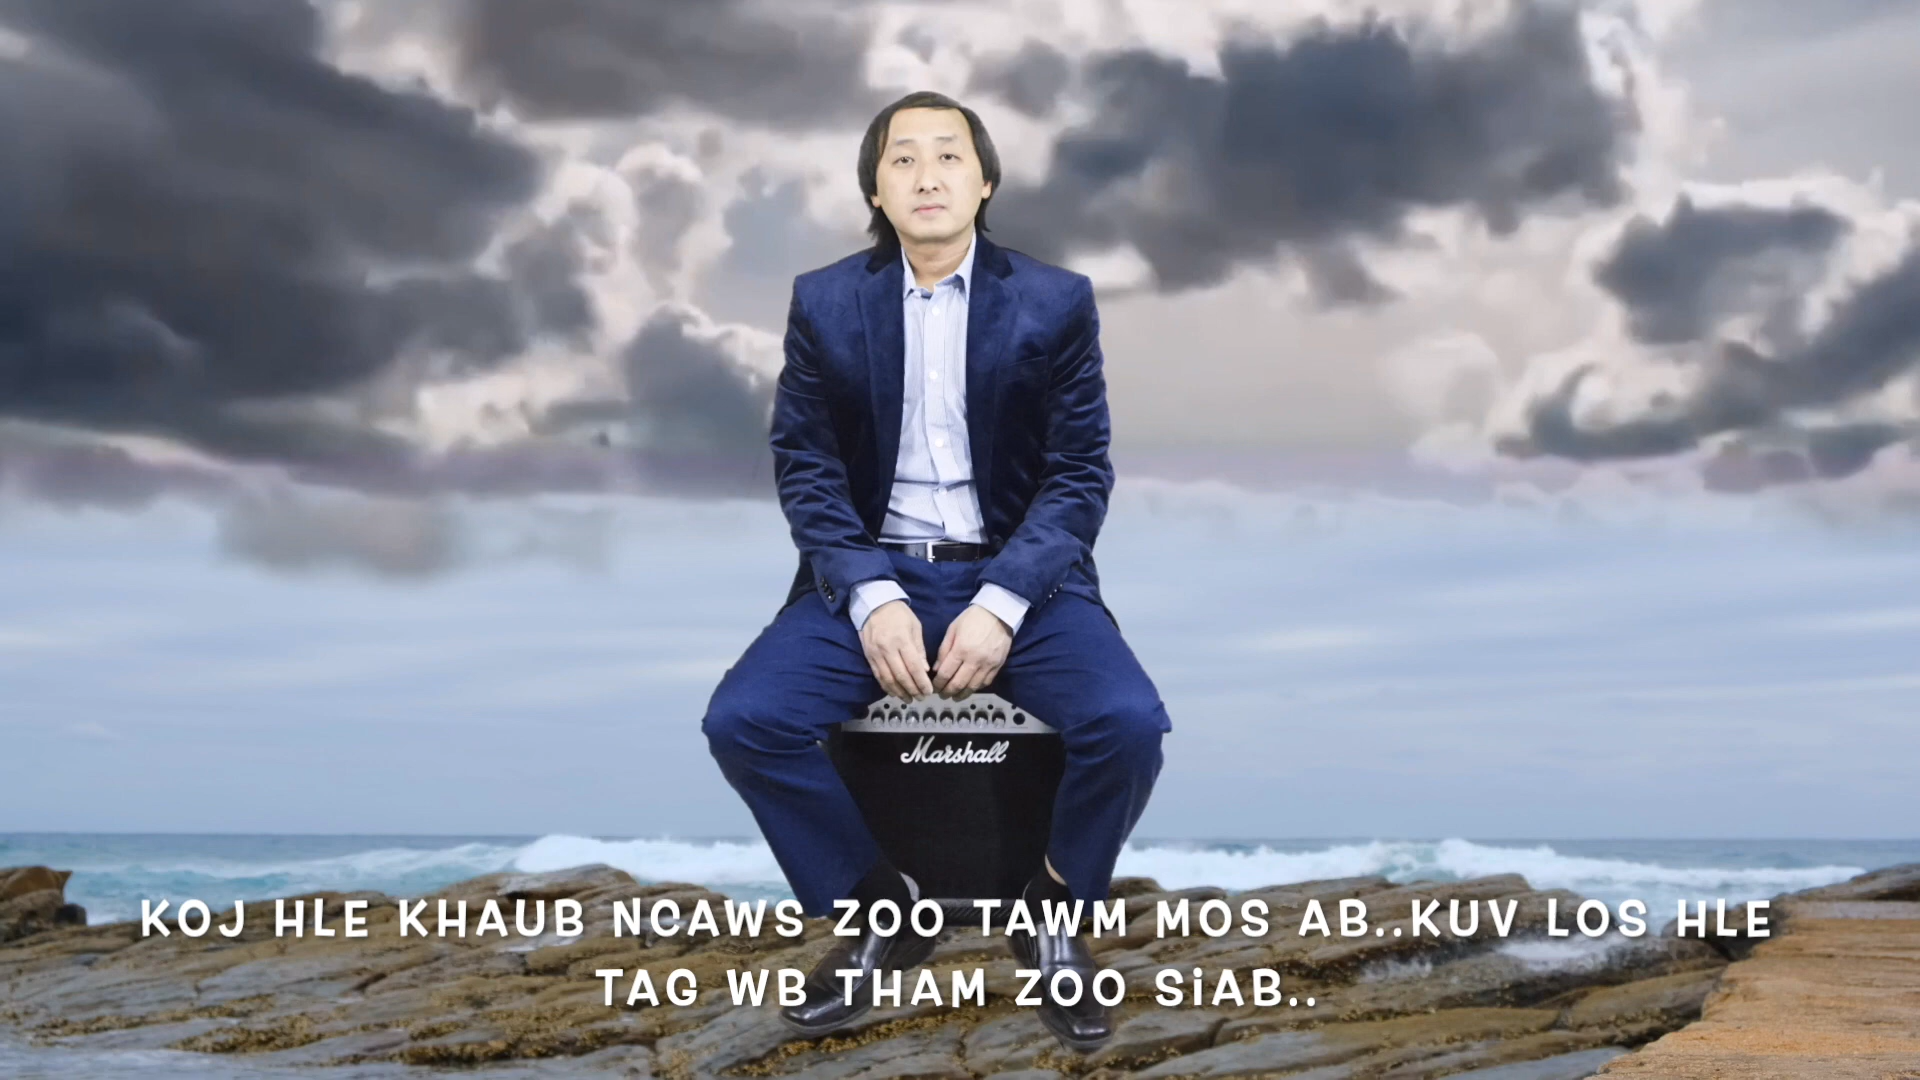 Marshall
KOJ HLE KHAUB NCAWS ZOO TAWM MOS AB..KUV LOS HLE
TAG WB THAM ZOO SiAB..